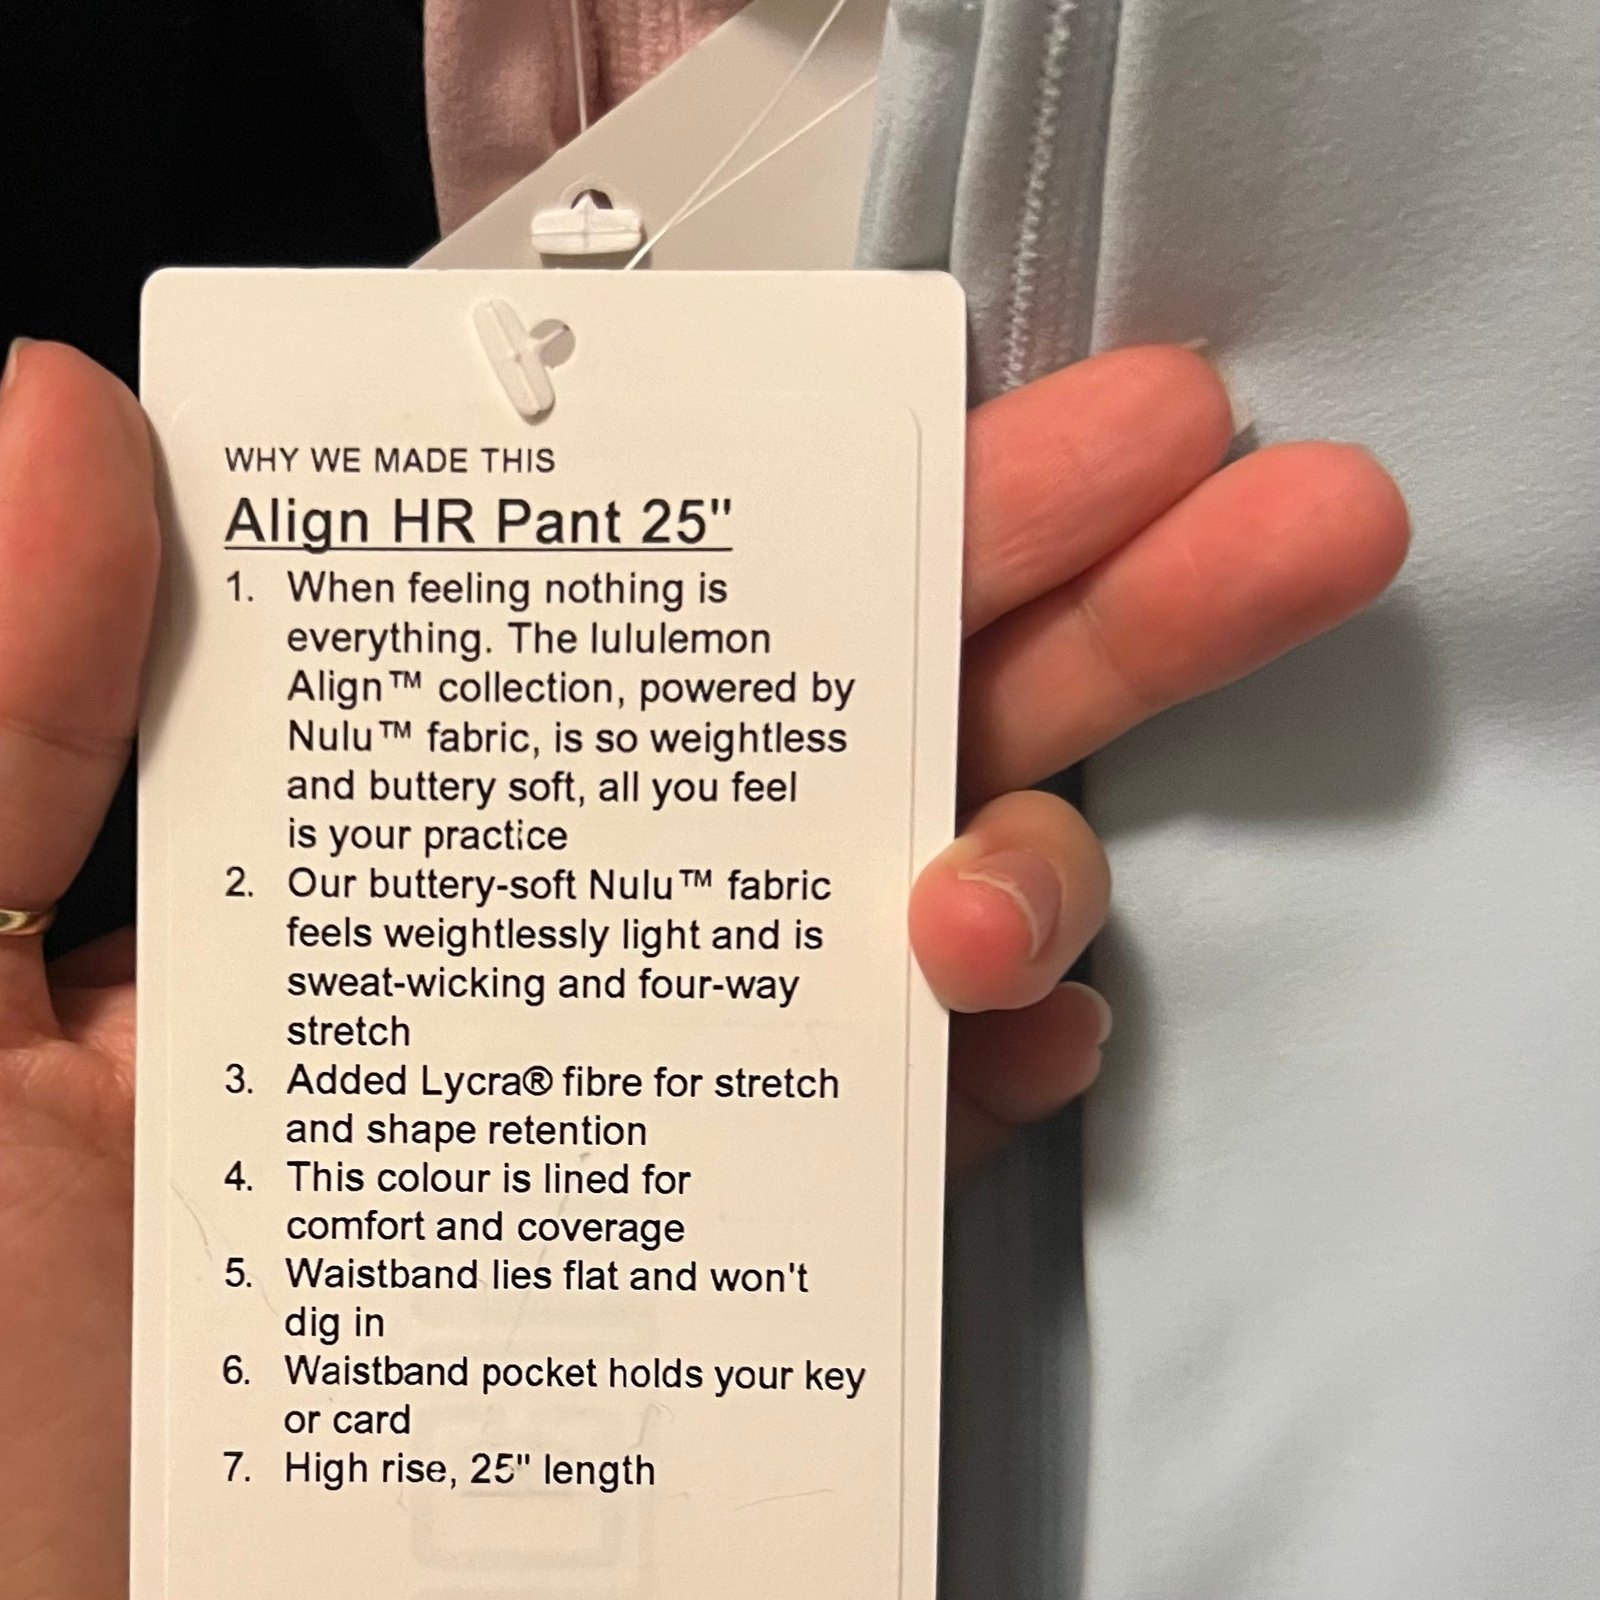 WHY WE MADE THIS
Align HR Pant 25"
1. When feeling nothing is
everything. The lululemon
Align™ collection, powered by
Nulu™ fabric, is so weightless
and buttery soft, all you feel
is your practice
2. Our buttery-soft Nulu™ fabric
feels weightlessly light and is
sweat-wicking and four-way
stretch
3. Added Lycra® fibre for stretch
and shape retention
4. This colour is lined for
comfort and coverage
5. Waistband lies flat and won't
dig in
6. Waistband pocket holds your key
or card
7. High rise, 25" length